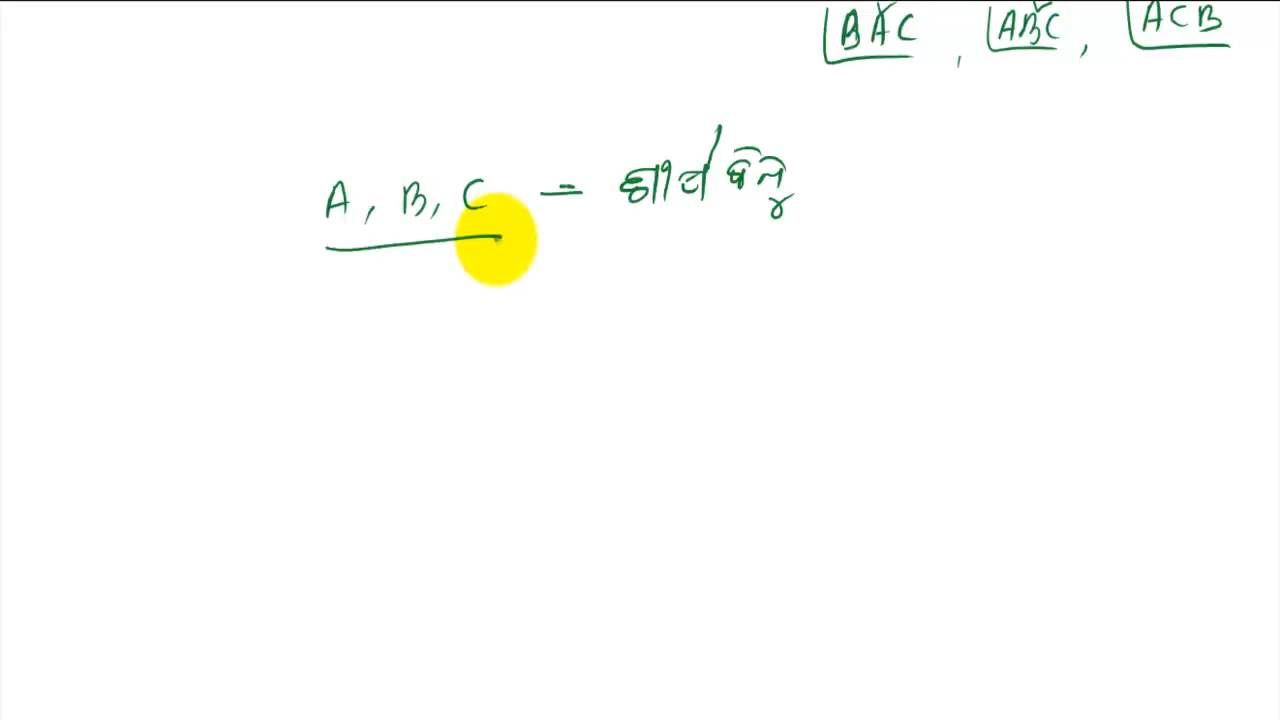 ∠BAC , ∠ABC , ∠ACB
A, B, C = ଶୀର୍ଷ ବିନ୍ଦୁ